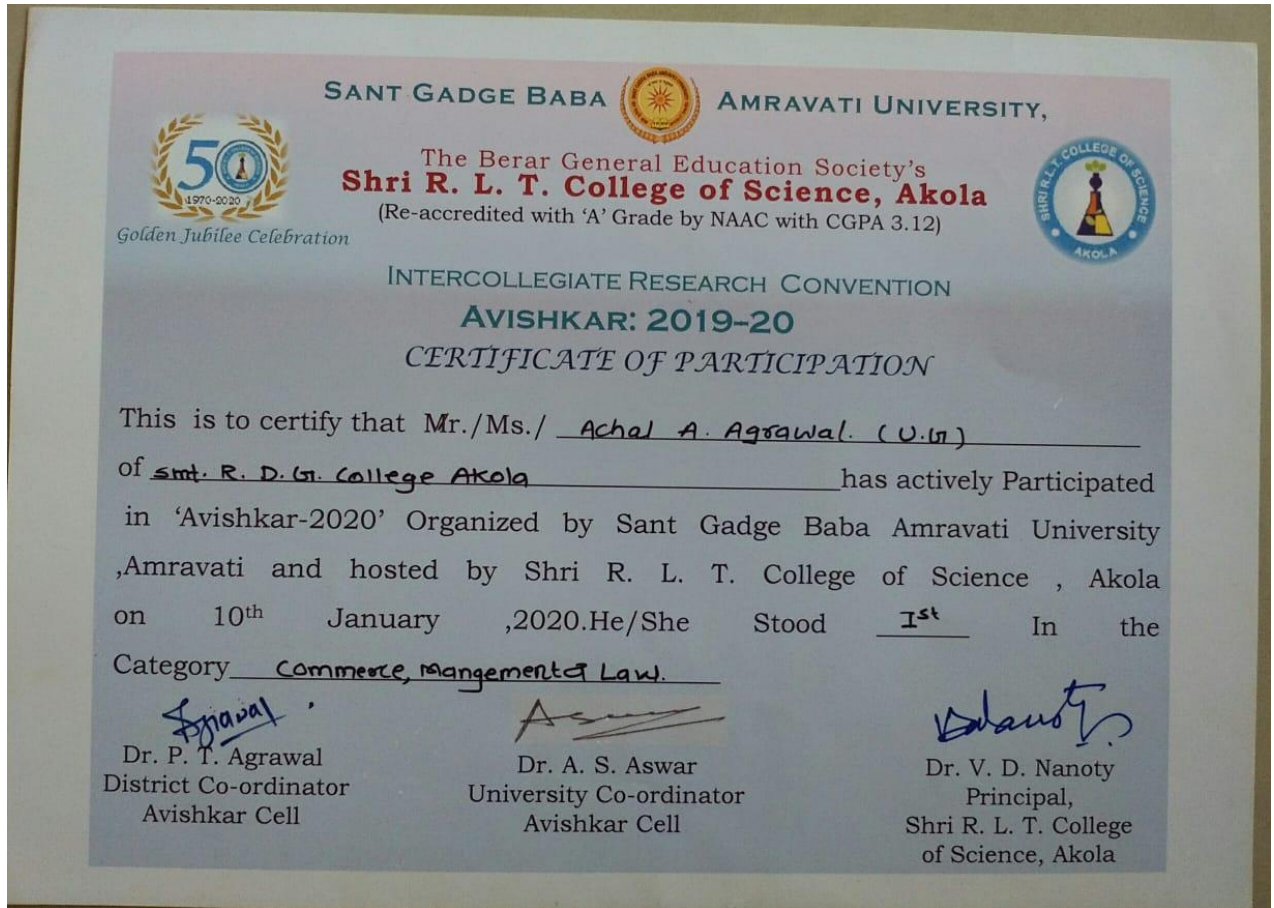 SANT GADGE BABA AMRAVATI UNIVERSITY,
50
1970-2020
Golden Jubilee Celebration
The Berar General Education Society's
Shri R. L. T. College of Science, Akola
(Re-accredited with 'A' Grade by NAAC with CGPA 3.12)
SHRI R.L.T. COLLEGE OF SCIENCE
AKOLA
INTERCOLLEGIATE RESEARCH CONVENTION
AVISHKAR: 2019-20
CERTIFICATE OF PARTICIPATION
This is to certify that Mr./Ms./ Achal A. Agrawal. (U.G)
of smt. R. D. G. College Akola has actively Participated
in 'Avishkar-2020' Organized by Sant Gadge Baba Amravati University
,Amravati and hosted by Shri R. L. T. College of Science , Akola
on 10th January ,2020.He/She Stood Ist In the
Category Commerce, Mangement & Law.
Dr. P. T. Agrawal
District Co-ordinator
Avishkar Cell
Dr. A. S. Aswar
University Co-ordinator
Avishkar Cell
Dr. V. D. Nanoty
Principal,
Shri R. L. T. College
of Science, Akola